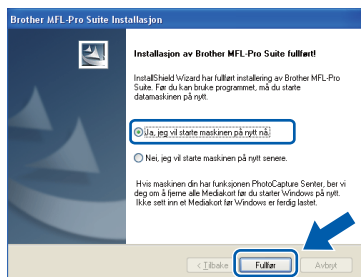 Brother MFL-Pro Suite Installasjon
Installasjon av Brother MFL-Pro Suite fullført!
InstallShield Wizard har fullført installering av Brother MFL-Pro
Suite. Før du kan bruke programmet, må du starte
datamaskinen på nytt.
Ja, jeg vil starte maskinen på nytt nå.
Nei, jeg vil starte maskinen på nytt senere.
Hvis maskinen din har funksjonen PhotoCapture Senter, ber vi
deg om å fjerne alle Mediakort før du starter Windows på nytt.
Ikke sett inn et Mediakort før Windows er ferdig lastet.
< Tilbake
Fullfør
Avbryt